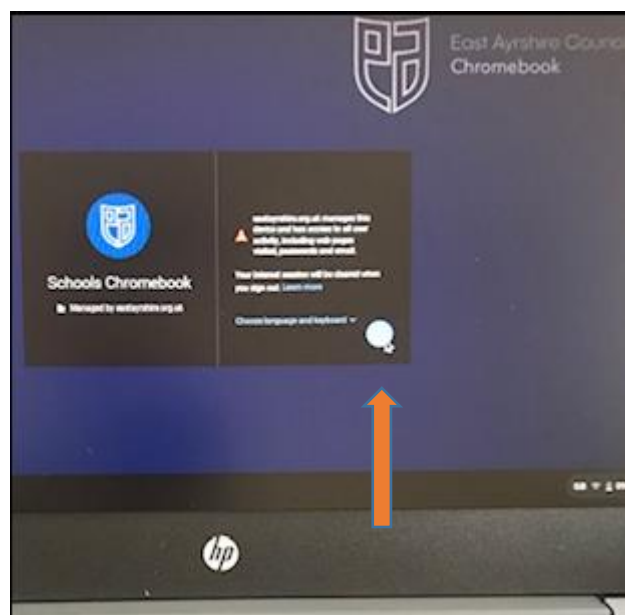 East Ayrshire Counci
Chromebook
Schools Chromebook
Managed by eastayrshire.org.uk
eastayrshire.org.uk manages this
device and has access to all user
activity, including web pages
visited, passwords and email.
Your internet session will be cleared when
you sign out. Learn more
Choose language and keyboard
hp